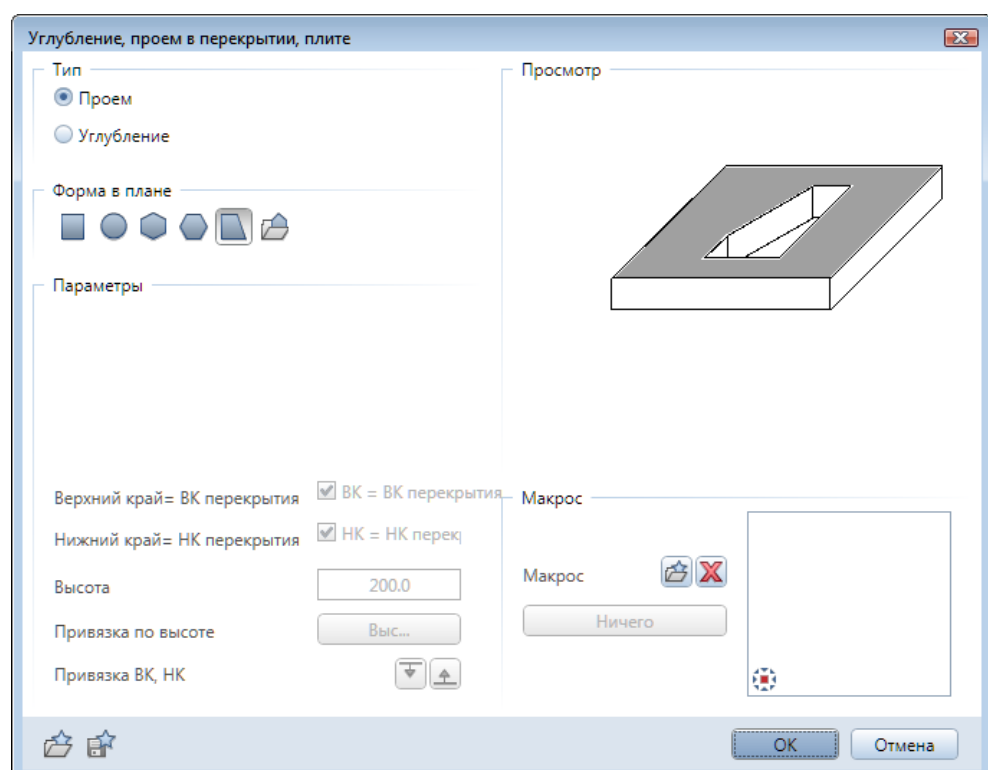 Углубление, проем в перекрытии, плите
Тип
Проем
Углубление
Форма в плане
Параметры
Верхний край= ВК перекрытия
ВК = ВК перекрытия
Нижний край= НК перекрытия
НК = НК перек
Высота
200.0
Привязка по высоте
Выс...
Привязка ВК, НК
Просмотр
Макрос
Макрос
Ничего
ОК
Отмена